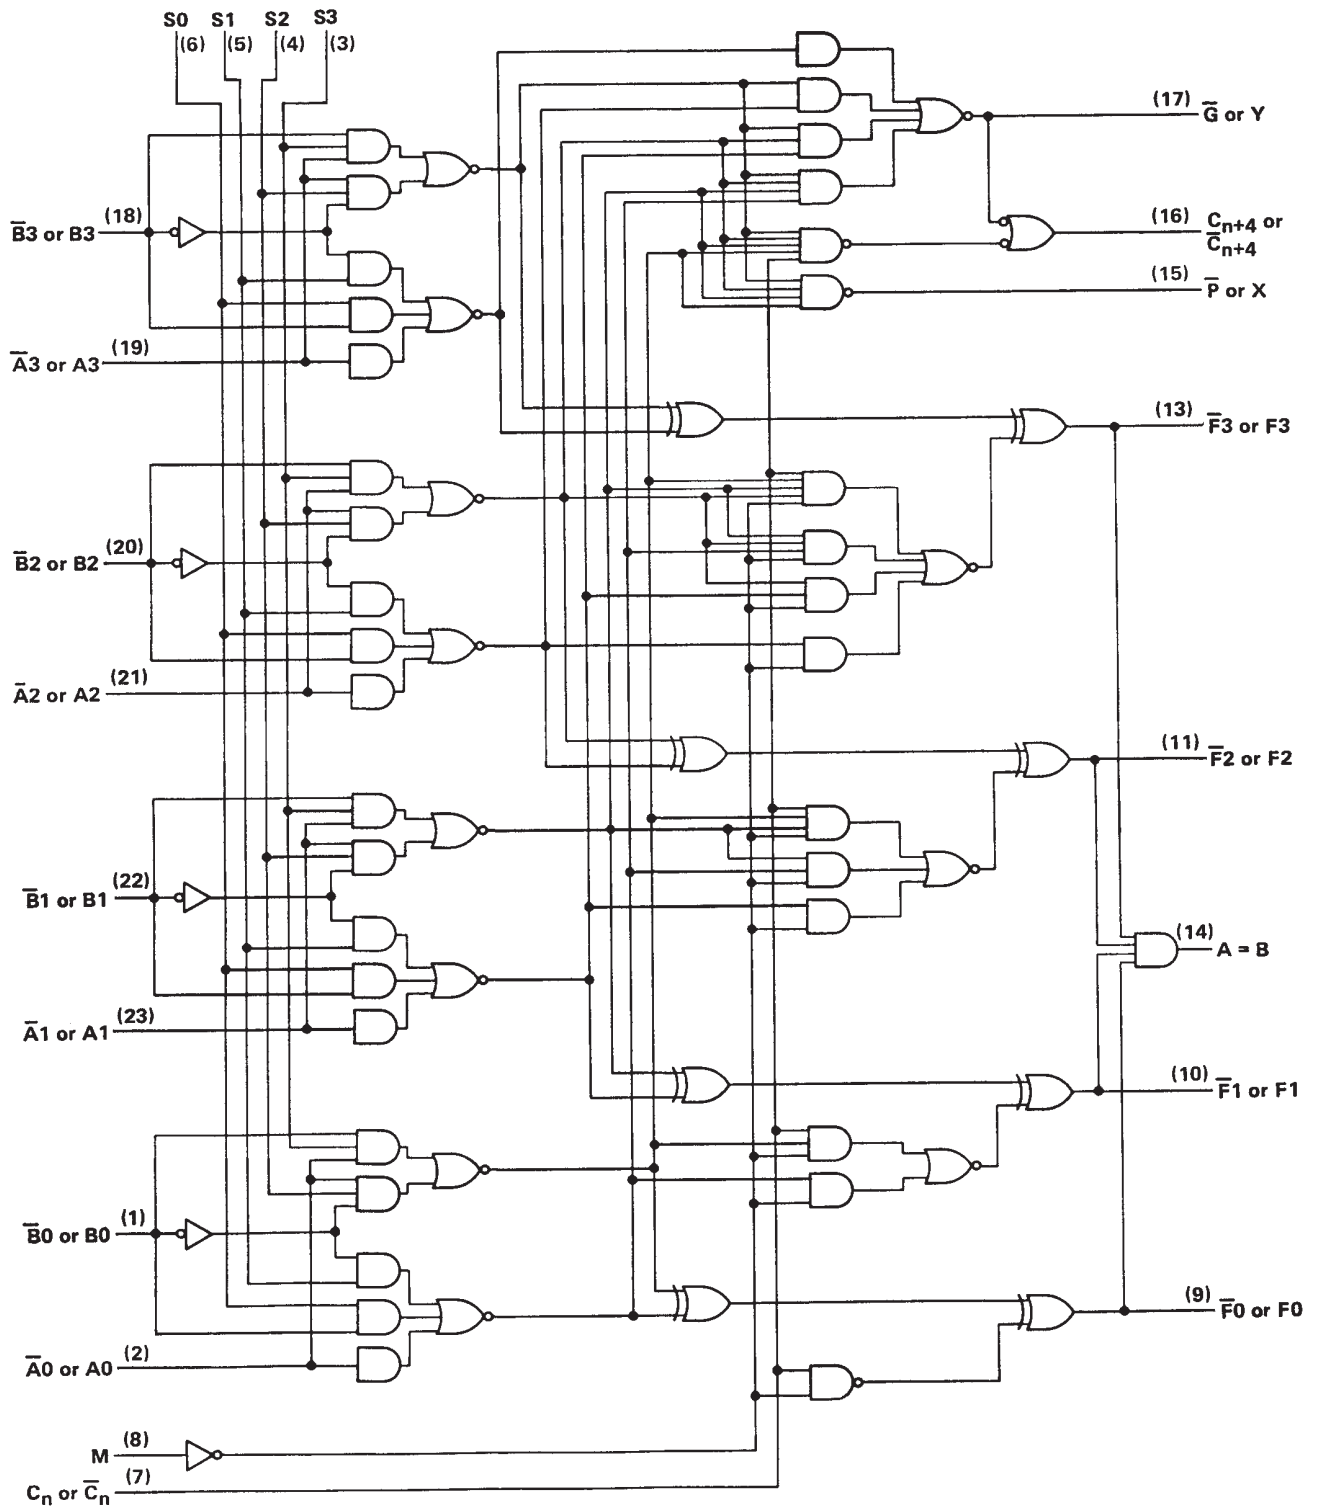 S0 S1 S2 S3
(6) (5) (4) (3)
(17) G̅ or Y
(18)
B̅3 or B3
(16) Cn+4 or
C̅n+4
(15) P̅ or X
(19)
A̅3 or A3
(13) F̅3 or F3
(20)
B̅2 or B2
(21)
A̅2 or A2
(11) F̅2 or F2
(22)
B̅1 or B1
(14) A = B
(23)
A̅1 or A1
(10) F̅1 or F1
(1)
B̅0 or B0
(9) F̅0 or F0
(2)
A̅0 or A0
(8)
M
(7)
Cn or C̅n